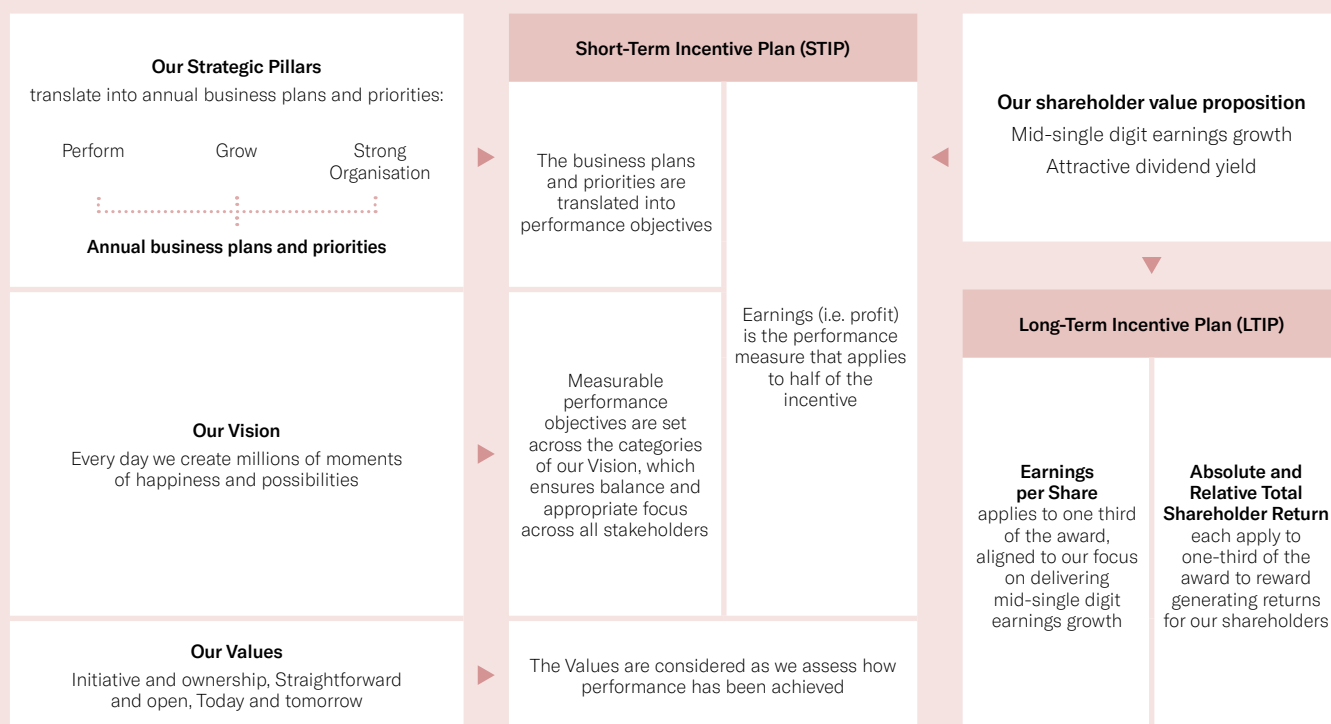 Our Strategic Pillars
translate into annual business plans and priorities:
Perform
Grow
Strong
Organisation
Annual business plans and priorities
Our Vision
Every day we create millions of moments
of happiness and possibilities
Our Values
Initiative and ownership, Straightforward
and open, Today and tomorrow
Short-Term Incentive Plan (STIP)
The business plans
and priorities are
translated into
performance objectives
Measurable
performance
objectives are set
across the categories
of our Vision, which
ensures balance and
appropriate focus
across all stakeholders
Earnings (i.e. profit)
is the performance
measure that applies
to half of the
incentive
The Values are considered as we assess how
performance has been achieved
Our shareholder value proposition
Mid-single digit earnings growth
Attractive dividend yield
Long-Term Incentive Plan (LTIP)
Earnings
per Share
applies to one third
of the award,
aligned to our focus
on delivering
mid-single digit
earnings growth
Absolute and
Relative Total
Shareholder Return
each apply to
one-third of the
award to reward
generating returns
for our shareholders